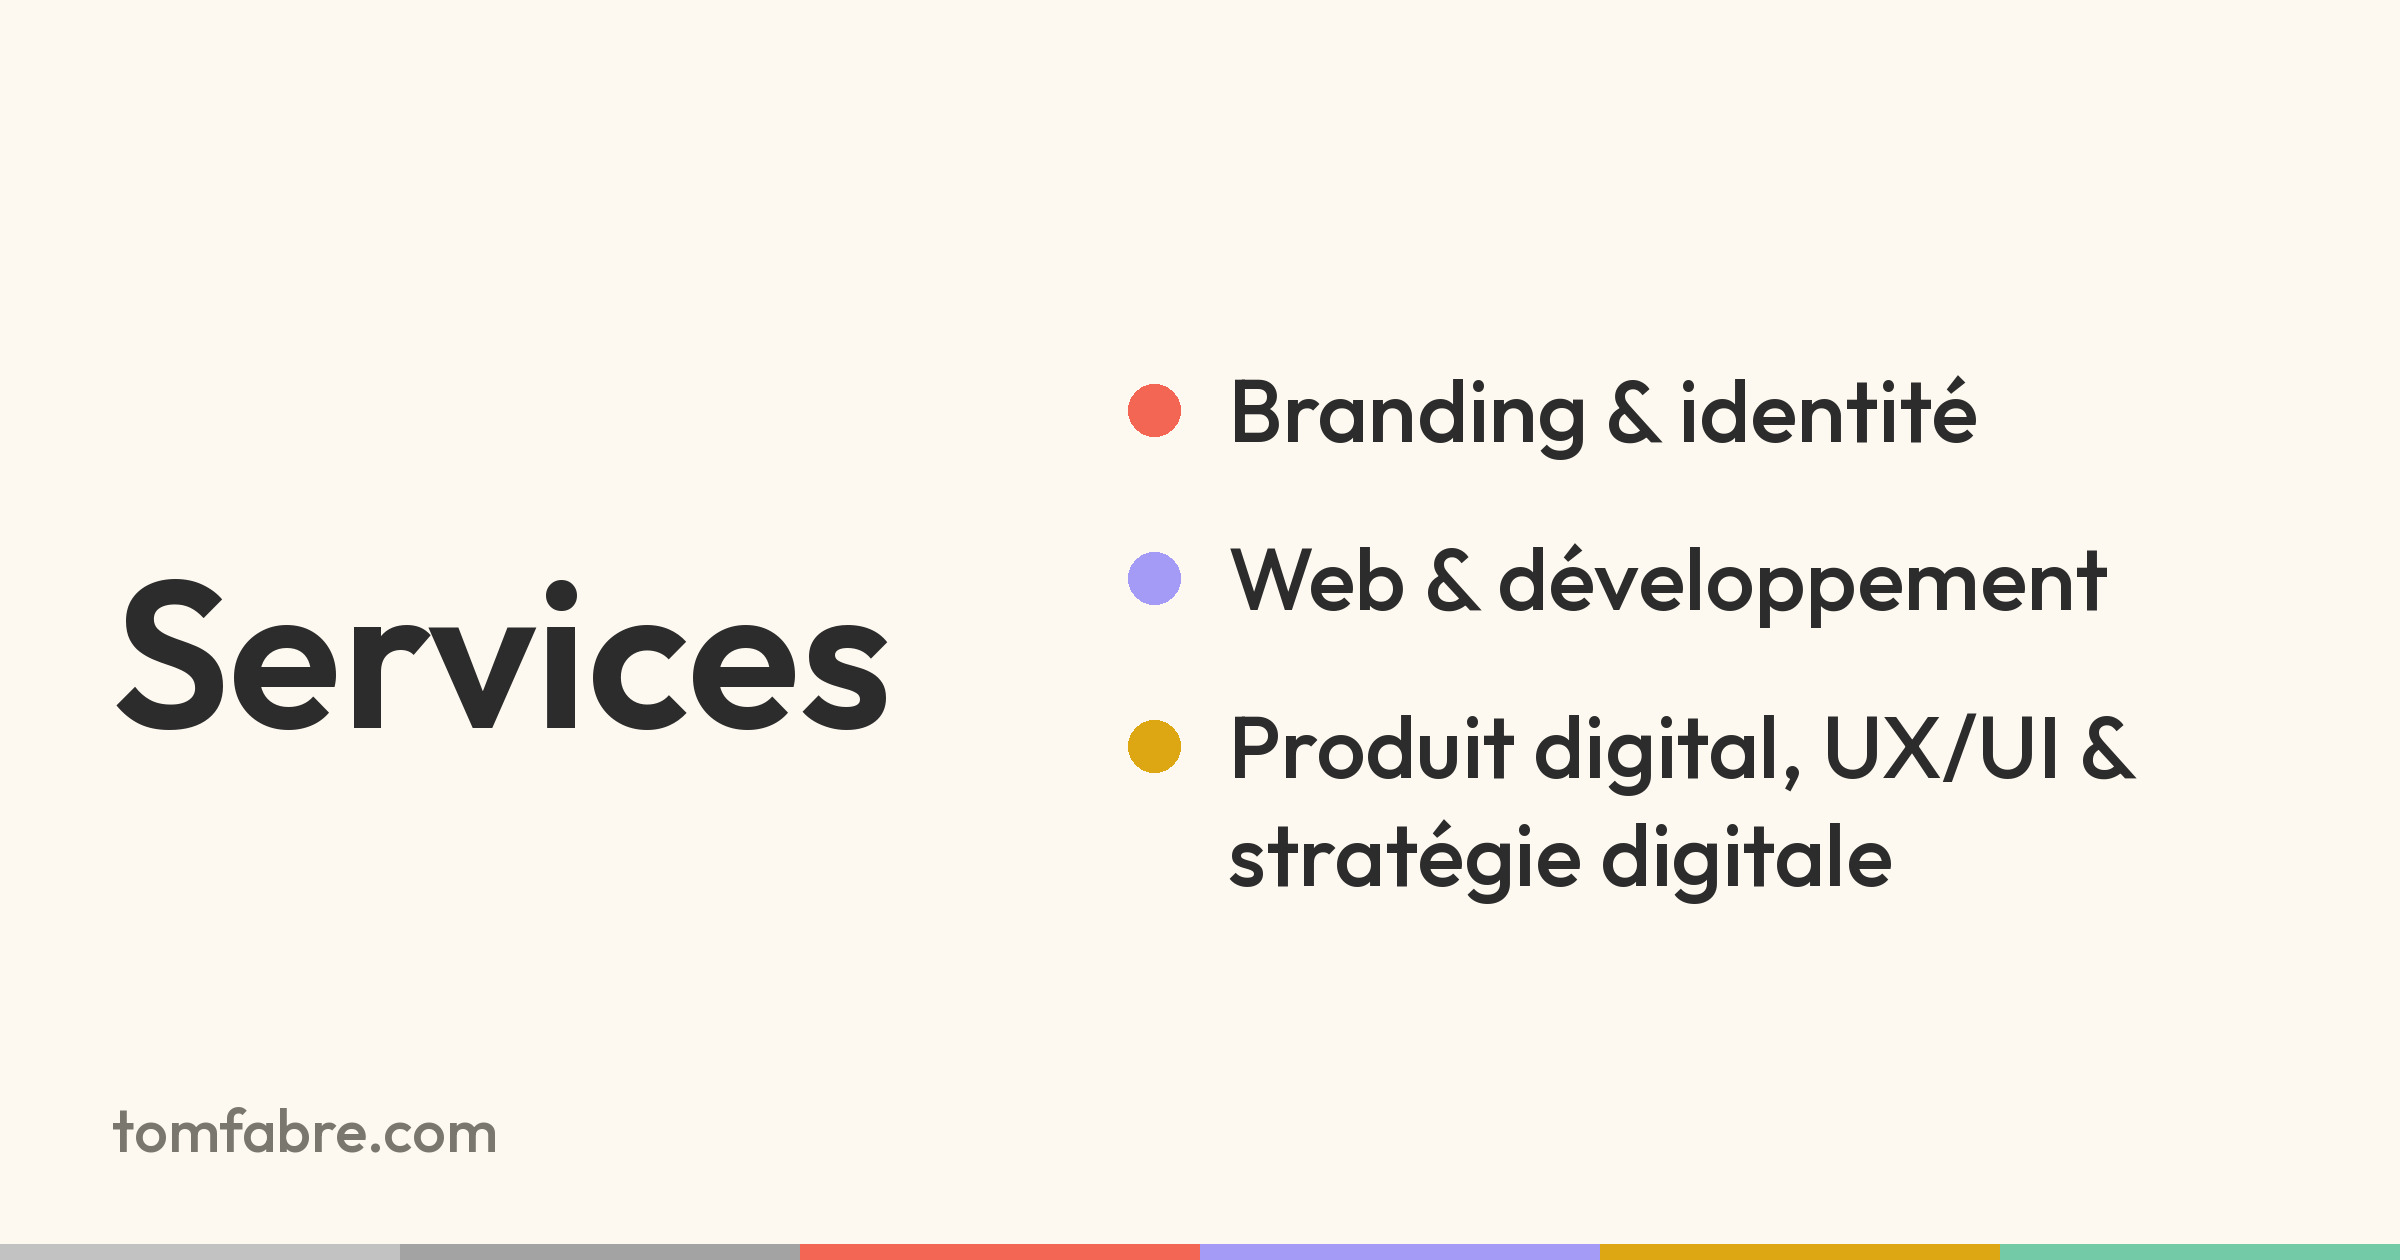 Services
Branding & identité
Web & développement
Produit digital, UX/UI &
stratégie digitale
tomfabre.com